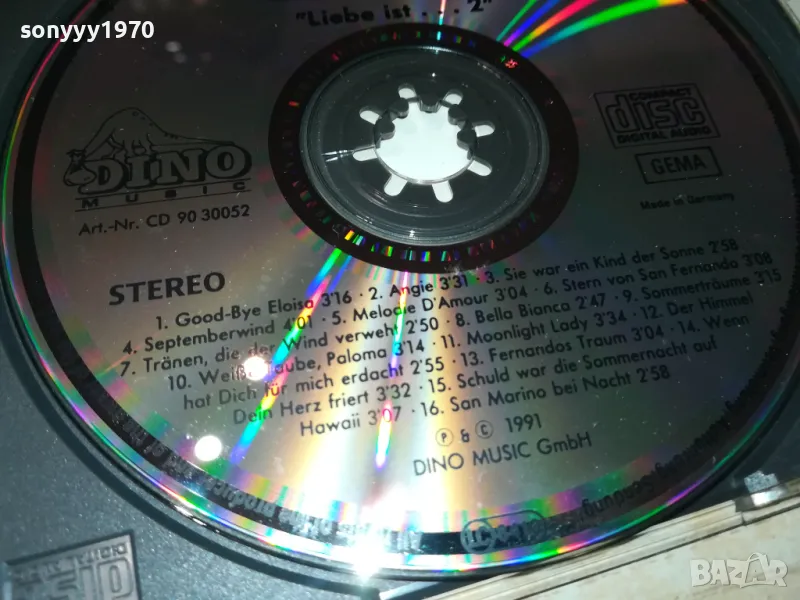 sonyyy1970
"Liebe ist . . . 2"
DINO
MUSIC
Art.-Nr. CD 90 30052
COMPACT
disc
DIGITAL AUDIO
GEMA
Made in Germany
STEREO
1. Good-Bye Eloisa 3'16 · 2. Angie 3'31 · 3. Sie war ein Kind der Sonne 2'58
4. Septemberwind 4'01 · 5. Melodie D'Amour 3'04 · 6. Stern von San Fernando 3'08
7. Tränen, die der Wind verweht 2'50 · 8. Bella Bianca 2'47 · 9. Sommerträume 3'15
10. Weiße Taube, Paloma 3'14 · 11. Moonlight Lady 3'34 · 12. Der Himmel
hat Dich für mich erdacht 2'55 · 13. Fernandos Traum 3'04 · 14. Wenn
Dein Herz friert 3'32 · 15. Schuld war die Sommernacht auf
Hawaii 3'07 · 16. San Marino bei Nacht 2'58
℗ & © 1991
DINO MUSIC GmbH
BAZAR